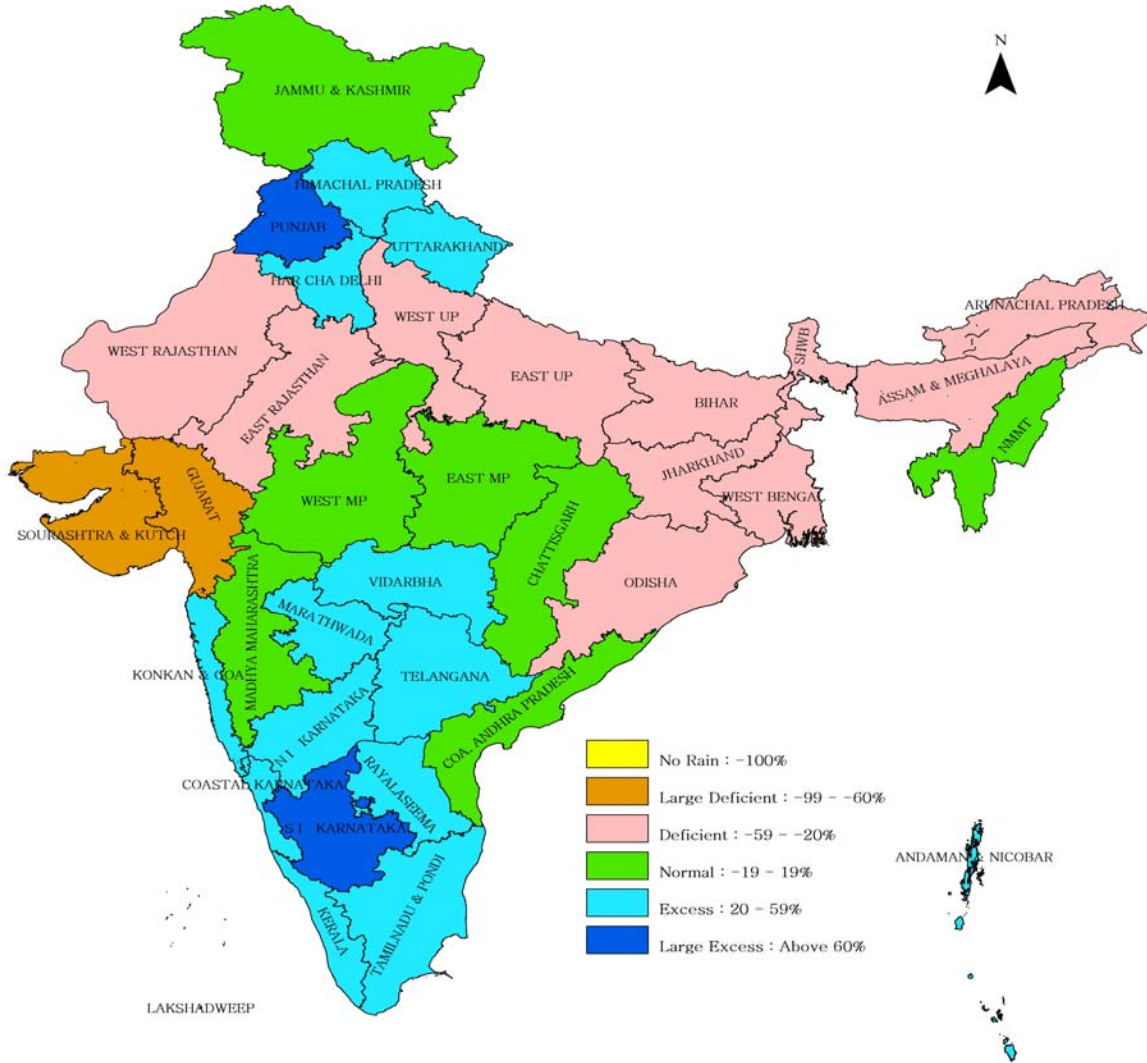 N
JAMMU & KASHMIR
HIMACHAL PRADESH
PUNJAB
UTTARAKHAND
HAR CHA DELHI
WEST UP
ARUNACHAL PRADESH
WEST RAJASTHAN
SHWB
EAST RAJASTHAN
EAST UP
ASSAM & MEGHALAYA
BIHAR
NMMT
JHARKHAND
GUJARAT
EAST MP
WEST MP
WEST BENGAL
SOURASHTRA & KUTCH
CHATTISGARH
VIDARBHA
ODISHA
MARATHWADA
MADHYA MAHARASHTRA
KONKAN & GOA
TELANGANA
N I KARNATAKA
COA. ANDHRA PRADESH
COASTAL KARNATAKA
RAYALASEEMA
S I KARNATAKA
KERALA
TAMILNADU & PONDI
LAKSHADWEEP
ANDAMAN & NICOBAR
No Rain : -100%
Large Deficient : -99 - -60%
Deficient : -59 - -20%
Normal : -19 - 19%
Excess : 20 - 59%
Large Excess : Above 60%